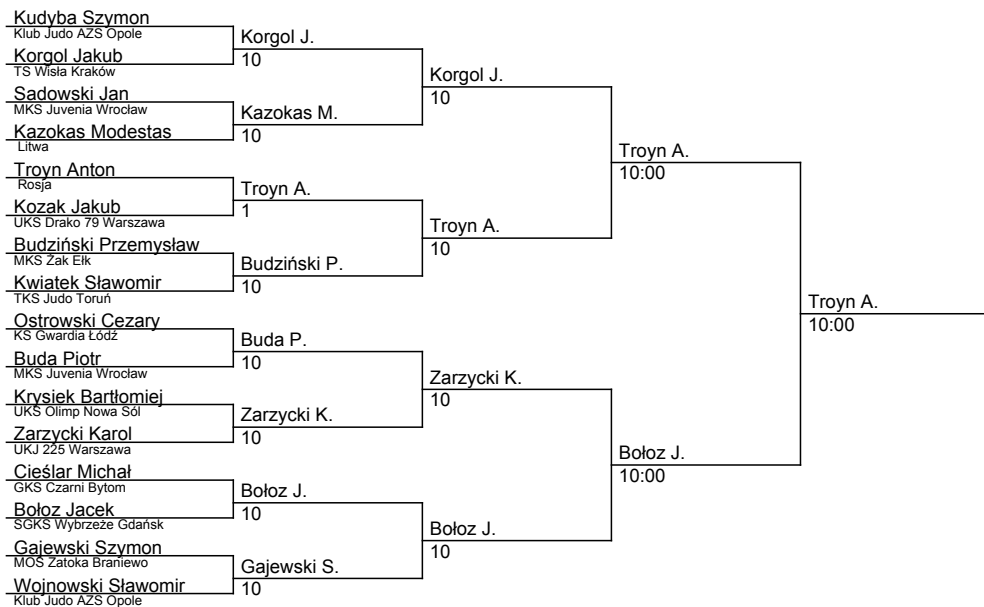 Kudyba Szymon
Klub Judo AZS Opole
Korgol Jakub
TS Wisła Kraków
Sadowski Jan
MKS Juvenia Wrocław
Kazokas Modestas
Litwa
Troyn Anton
Rosja
Kozak Jakub
UKS Drako 79 Warszawa
Budziński Przemysław
MKS Żak Ełk
Kwiatek Sławomir
TKS Judo Toruń
Ostrowski Cezary
KS Gwardia Łódź
Buda Piotr
MKS Juvenia Wrocław
Krysiek Bartłomiej
UKS Olimp Nowa Sól
Zarzycki Karol
UKJ 225 Warszawa
Cieślar Michał
GKS Czarni Bytom
Bołoz Jacek
SGKS Wybrzeże Gdańsk
Gajewski Szymon
MOS Zatoka Braniewo
Wojnowski Sławomir
Klub Judo AZS Opole
Korgol J.
10
Kazokas M.
10
Troyn A.
1
Budziński P.
10
Buda P.
10
Zarzycki K.
10
Bołoz J.
10
Gajewski S.
10
Korgol J.
10
Troyn A.
10
Zarzycki K.
10
Bołoz J.
10
Troyn A.
10:00
Bołoz J.
10:00
Troyn A.
10:00